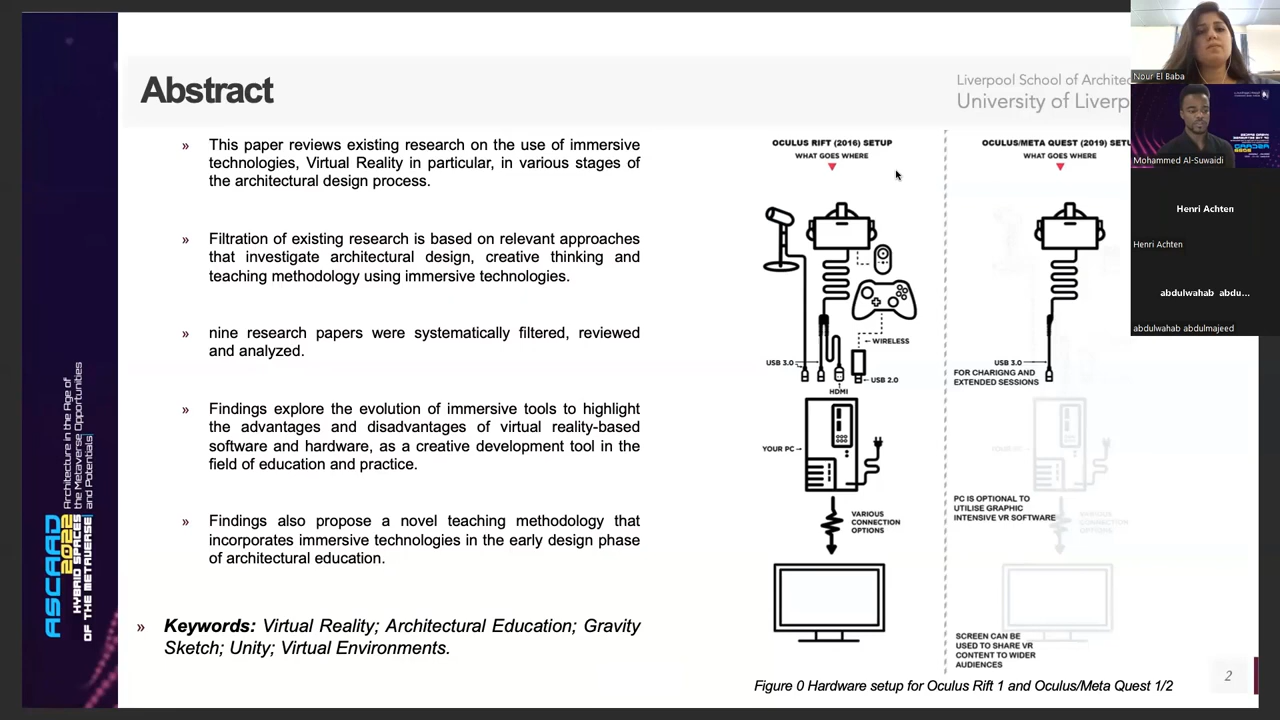 Abstract
Liverpool School of Architec
University of Liverp
» This paper reviews existing research on the use of immersive
technologies, Virtual Reality in particular, in various stages of
the architectural design process.
» Filtration of existing research is based on relevant approaches
that investigate architectural design, creative thinking and
teaching methodology using immersive technologies.
» nine research papers were systematically filtered, reviewed
and analyzed.
» Findings explore the evolution of immersive tools to highlight
the advantages and disadvantages of virtual reality-based
software and hardware, as a creative development tool in the
field of education and practice.
» Findings also propose a novel teaching methodology that
incorporates immersive technologies in the early design phase
of architectural education.
» Keywords: Virtual Reality; Architectural Education; Gravity
Sketch; Unity; Virtual Environments.
OCULUS RIFT (2016) SETUP
WHAT GOES WHERE
WIRELESS
USB 3.0
USB 2.0
HDMI
YOUR PC
VARIOUS
CONNECTION
OPTIONS
OCULUS/META QUEST (2019) SETU
WHAT GOES WHERE
USB 3.0
FOR CHARIGNG AND
EXTENDED SESSIONS
YOUR PC
PC IS OPTIONAL TO
UTILISE GRAPHIC
INTENSIVE VR SOFTWARE
VARIOUS
CONNECTION
OPTIONS
SCREEN CAN BE
USED TO SHARE VR
CONTENT TO WIDER
AUDIENCES
Figure 0 Hardware setup for Oculus Rift 1 and Oculus/Meta Quest 1/2
2
ASCAAD
2022
HYBRID SPACES
OF THE METAVERSE
Architecture in the Age of
the Metaverse Opportunities
and Potentials
Nour El Baba
Mohammed Al-Suwaidi
Henri Achten
Henri Achten
abdulwahab abdu...
abdulwahab abdulmajeed